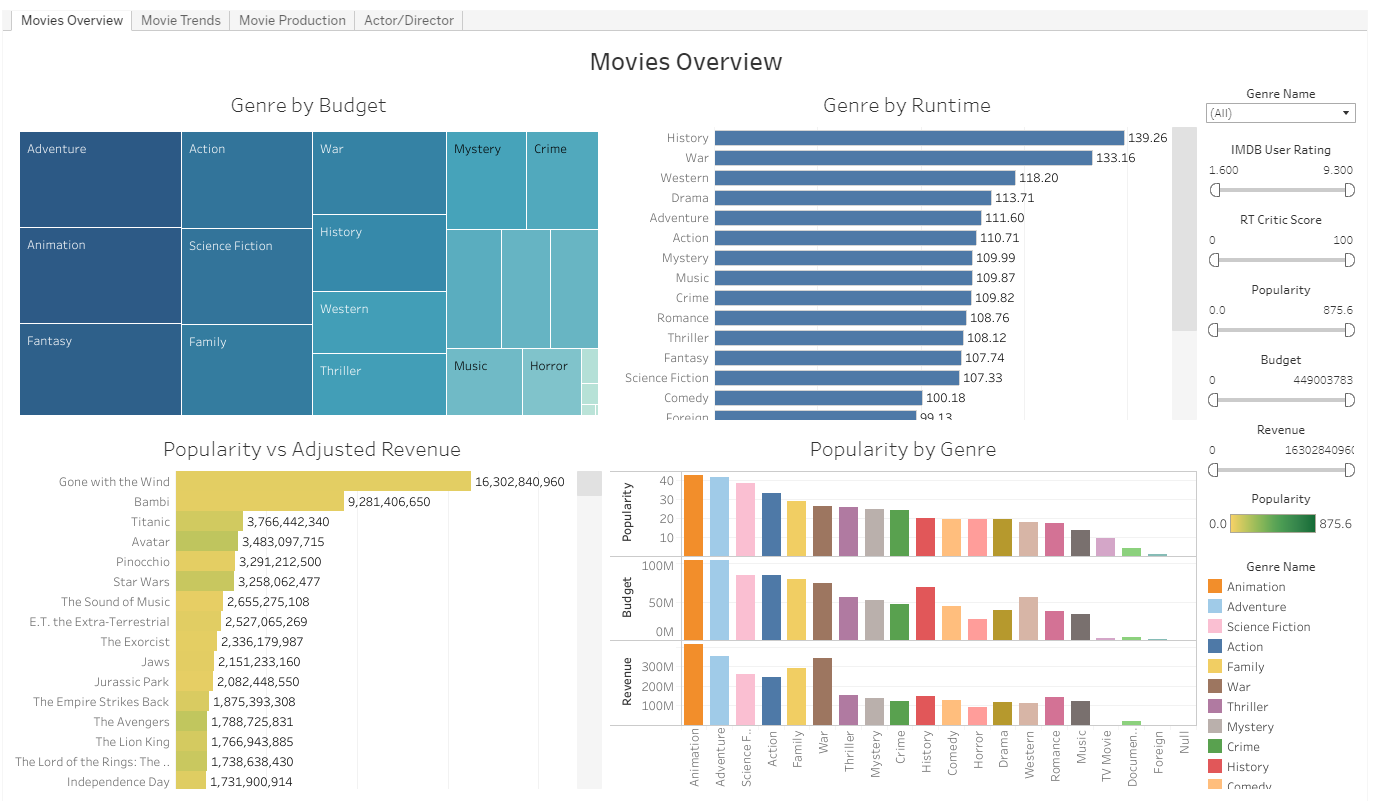 Movies Overview
Movie Trends
Movie Production
Actor/Director
Movies Overview
Genre by Budget
Adventure
Animation
Fantasy
Action
Science Fiction
Family
War
History
Western
Thriller
Mystery
Crime
Music
Horror
Genre by Runtime
History 139.26
War 133.16
Western 118.20
Drama 113.71
Adventure 111.60
Action 110.71
Mystery 109.99
Music 109.87
Crime 109.82
Romance 108.76
Thriller 108.12
Fantasy 107.74
Science Fiction 107.33
Comedy 100.18
Foreign 99.13
Popularity vs Adjusted Revenue
Gone with the Wind 16,302,840,960
Bambi 9,281,406,650
Titanic 3,766,442,340
Avatar 3,483,097,715
Pinocchio 3,291,212,500
Star Wars 3,258,062,477
The Sound of Music 2,655,275,108
E.T. the Extra-Terrestrial 2,527,065,269
The Exorcist 2,336,179,987
Jaws 2,151,233,160
Jurassic Park 2,082,448,550
The Empire Strikes Back 1,875,393,308
The Avengers 1,788,725,831
The Lion King 1,766,943,885
The Lord of the Rings: The .. 1,738,638,430
Independence Day 1,731,900,914
Popularity by Genre
Popularity
40
30
20
10
Budget
100M
50M
0M
Revenue
300M
200M
100M
Animation
Adventure
Science F..
Action
Family
War
Thriller
Mystery
Crime
History
Comedy
Horror
Drama
Western
Romance
Music
TV Movie
Documen..
Foreign
Null
Genre Name
(All)
IMDB User Rating
1.600 9.300
RT Critic Score
0 100
Popularity
0.0 875.6
Budget
0 449003783
Revenue
0 16302840960
Popularity
0.0 875.6
Genre Name
Animation
Adventure
Science Fiction
Action
Family
War
Thriller
Mystery
Crime
History
Comedy